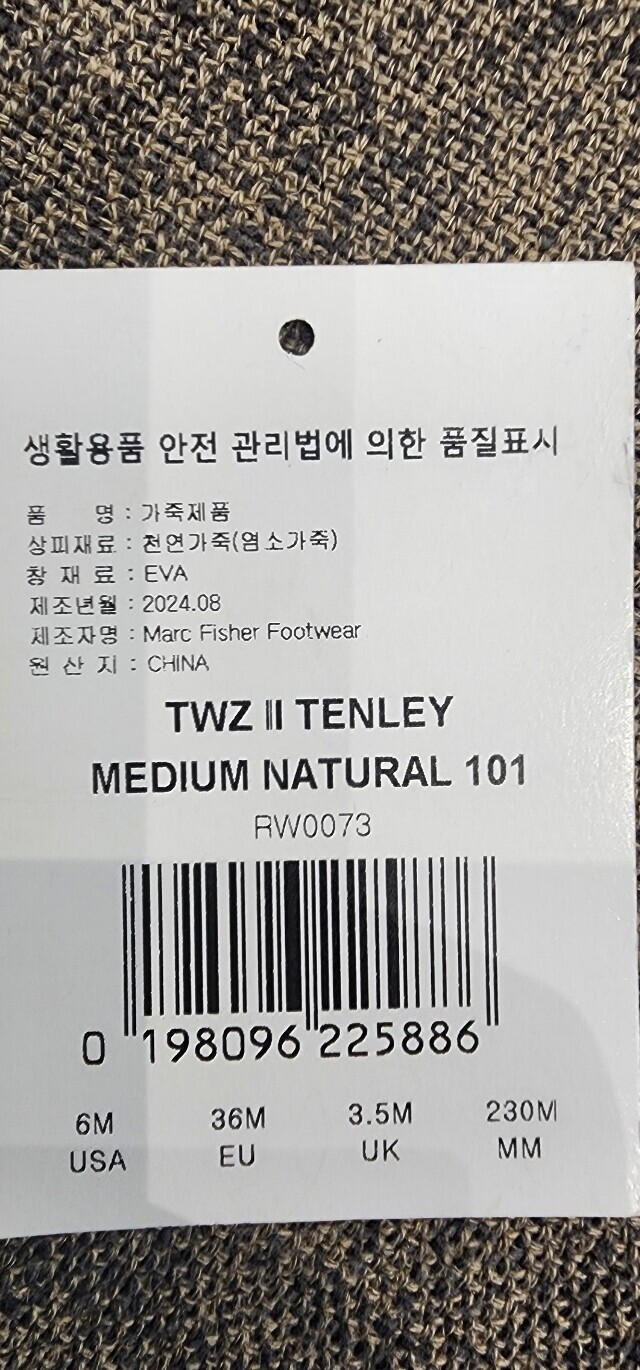 생활용품 안전 관리법에 의한 품질표시
품 명 : 가죽제품
상피재료 : 천연가죽(염소가죽)
창 재 료 : EVA
제조년월 : 2024.08
제조자명 : Marc Fisher Footwear
원 산 지 : CHINA
TWZ II TENLEY
MEDIUM NATURAL 101
RW0073
0 198096 225886
6M 36M 3.5M 230M
USA EU UK MM